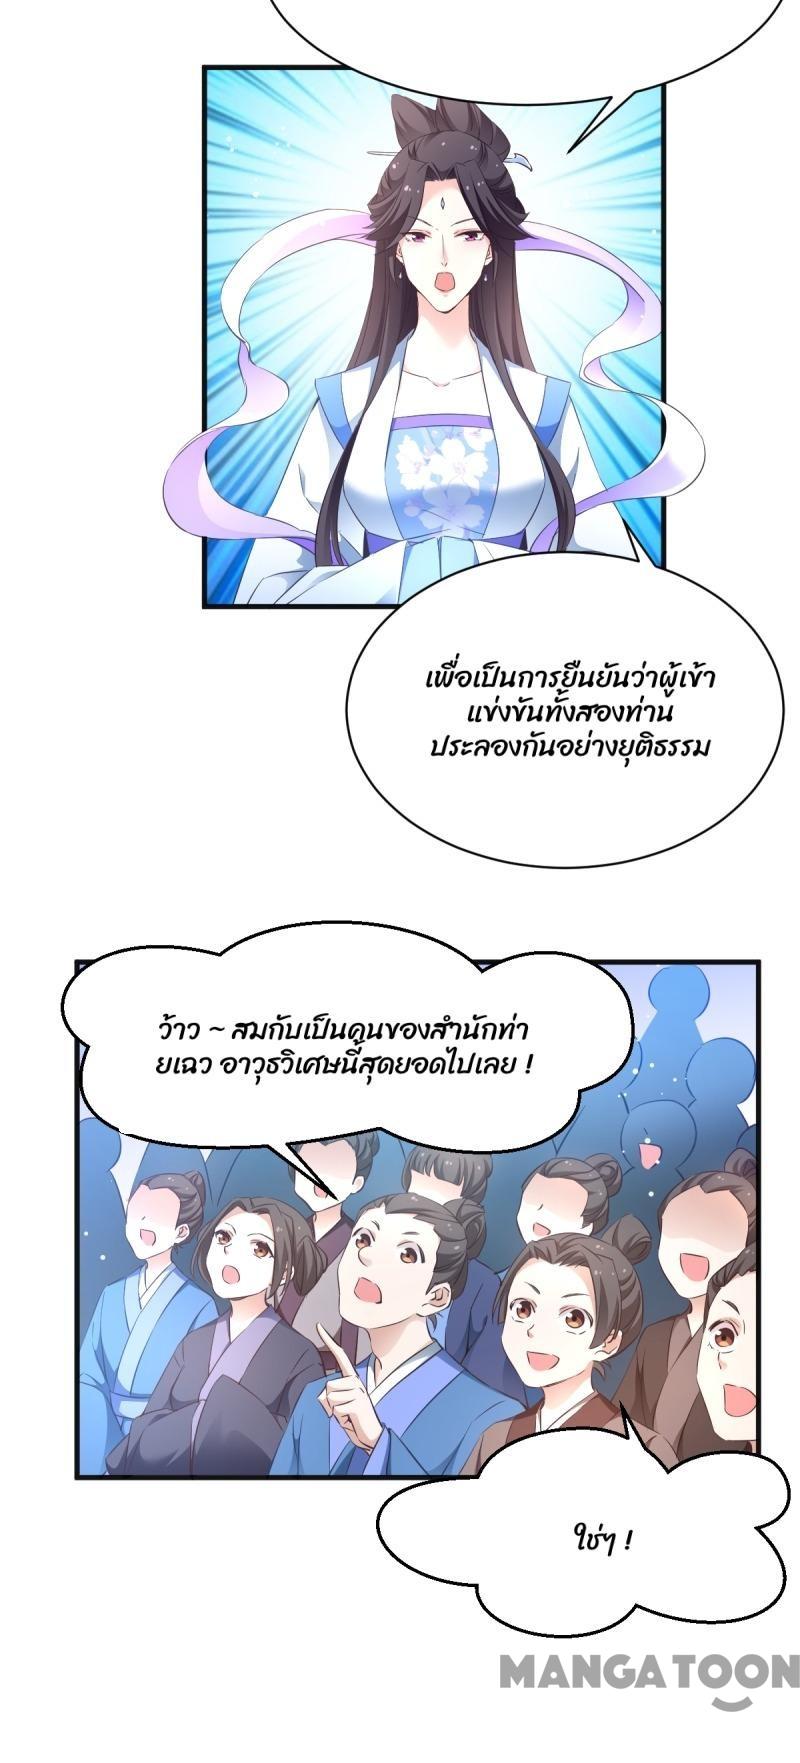 เพื่อเป็นการยืนยันว่าผู้เข้า
แข่งขันทั้งสองท่าน
ประลองกันอย่างยุติธรรม
ว้าว ~ สมกับเป็นคนของสำนักท่า
ยเฉว อาวุธวิเศษนี้สุดยอดไปเลย !
ใช่ๆ !
MANGATOON